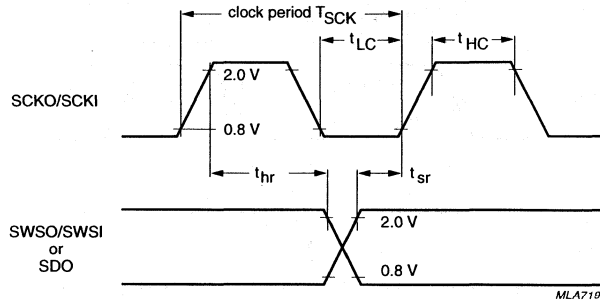 clock period TSCK
tLC
tHC
2.0 V
SCKO/SCKI
0.8 V
thr
tsr
SWSO/SWSI
or
SDO
2.0 V
0.8 V
MLA719